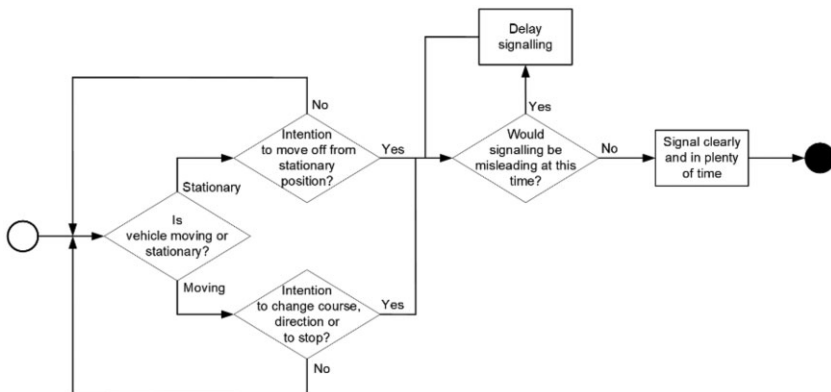 Delay
signalling
No
Yes
Intention
to move off from
stationary
position?
Yes
Would
signalling be
misleading at this
time?
No
Signal clearly
and in plenty
of time
Stationary
Is
vehicle moving or
stationary?
Moving
Intention
to change course,
direction or
to stop?
Yes
No